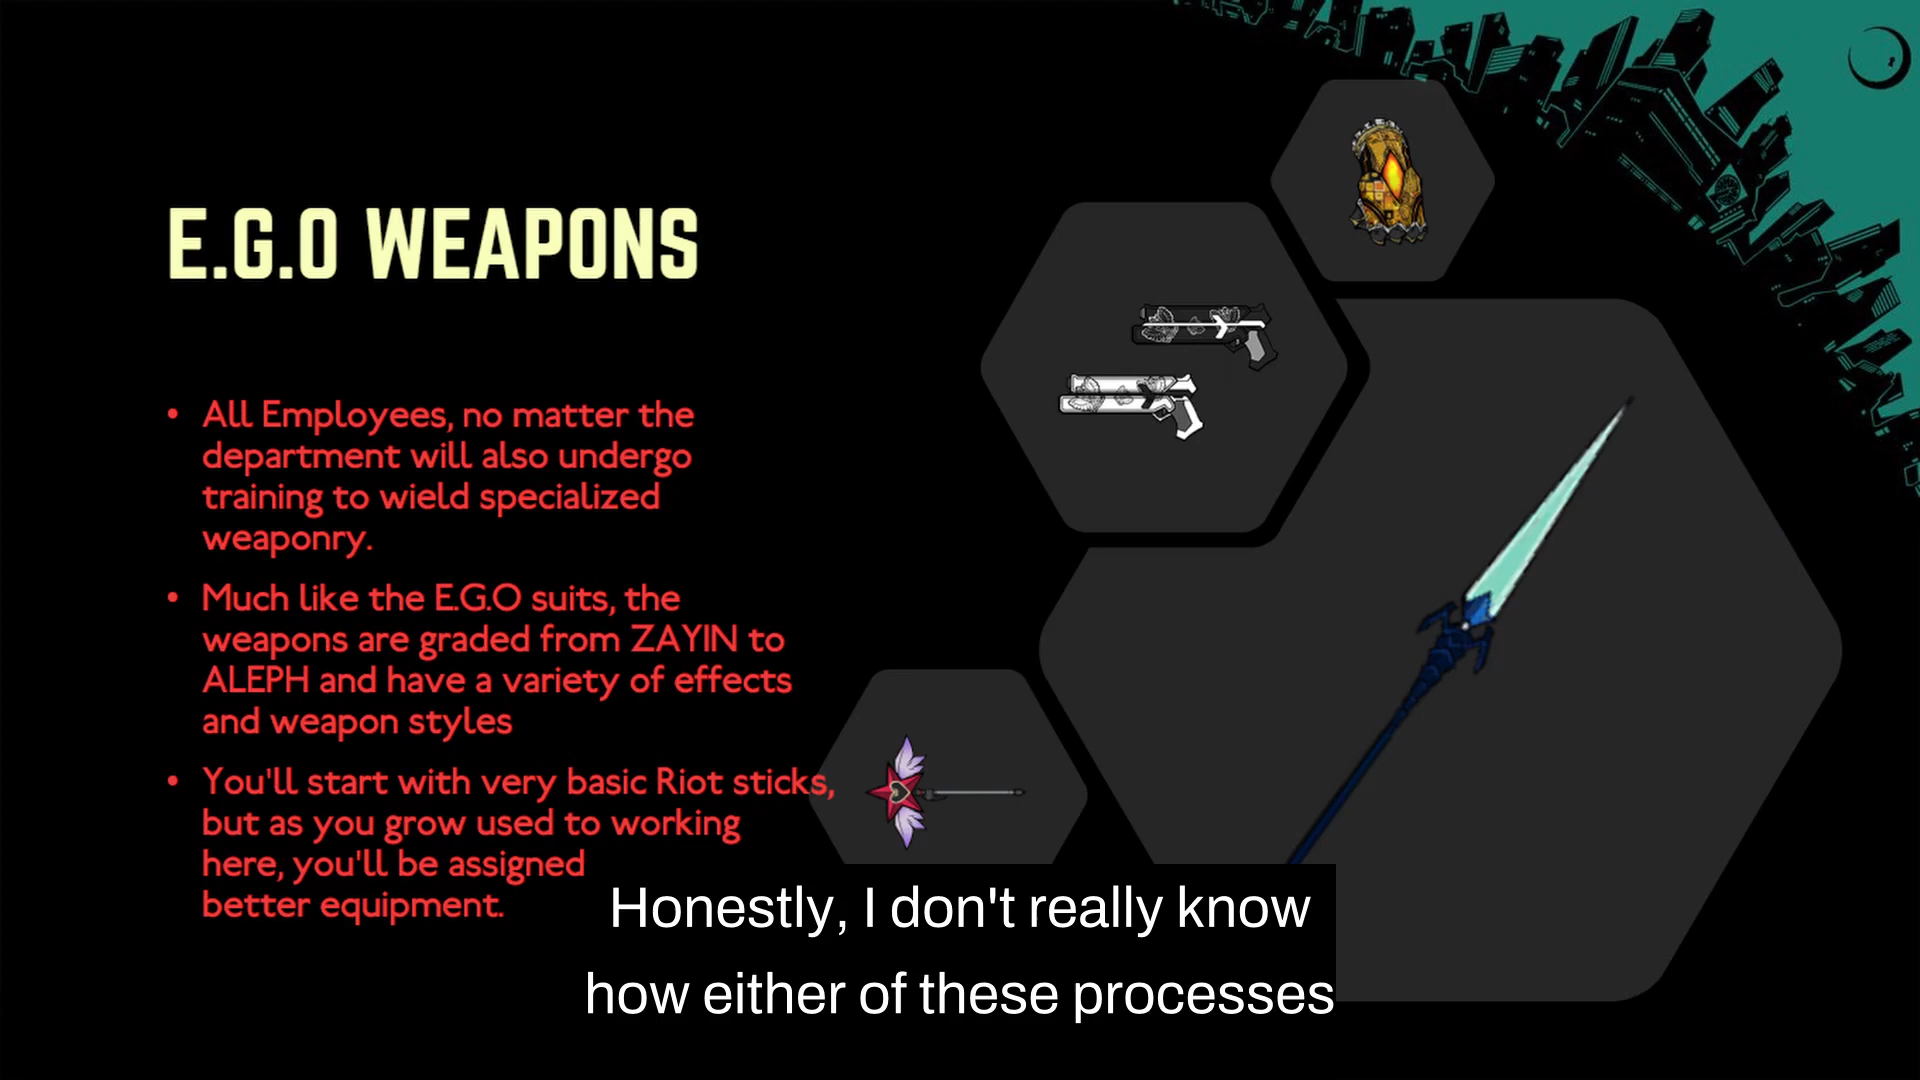 E.G.O WEAPONS
• All Employees, no matter the
department will also undergo
training to wield specialized
weaponry.
• Much like the E.G.O suits, the
weapons are graded from ZAYIN to
ALEPH and have a variety of effects
and weapon styles
• You'll start with very basic Riot sticks,
but as you grow used to working
here, you'll be assigned
better equipment.
Honestly, I don't really know
how either of these processes